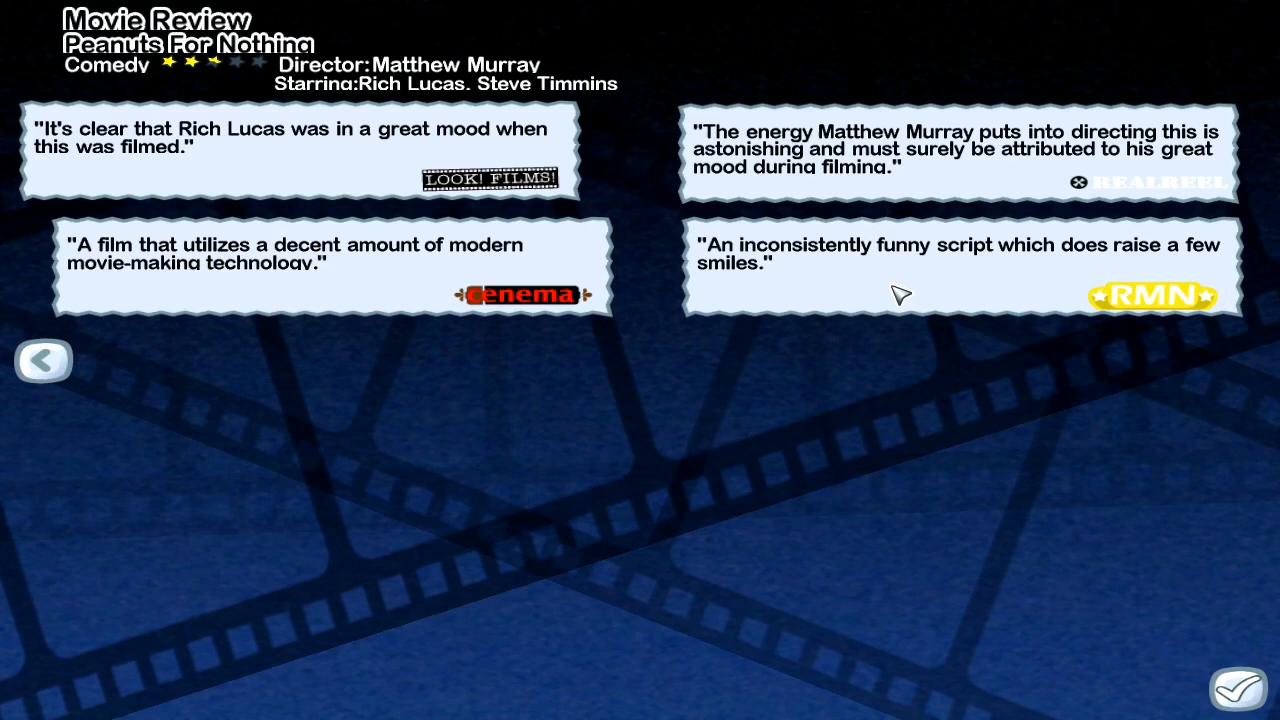 Movie Review
Peanuts For Nothing
Comedy Director:Matthew Murray
Starring:Rich Lucas, Steve Timmins
"It's clear that Rich Lucas was in a great mood when
this was filmed."
LOOK! FILMS!
"The energy Matthew Murray puts into directing this is
astonishing and must surely be attributed to his great
mood during filming."
REALREEL
"A film that utilizes a decent amount of modern
movie-making technology."
cenema
"An inconsistently funny script which does raise a few
smiles."
RMN